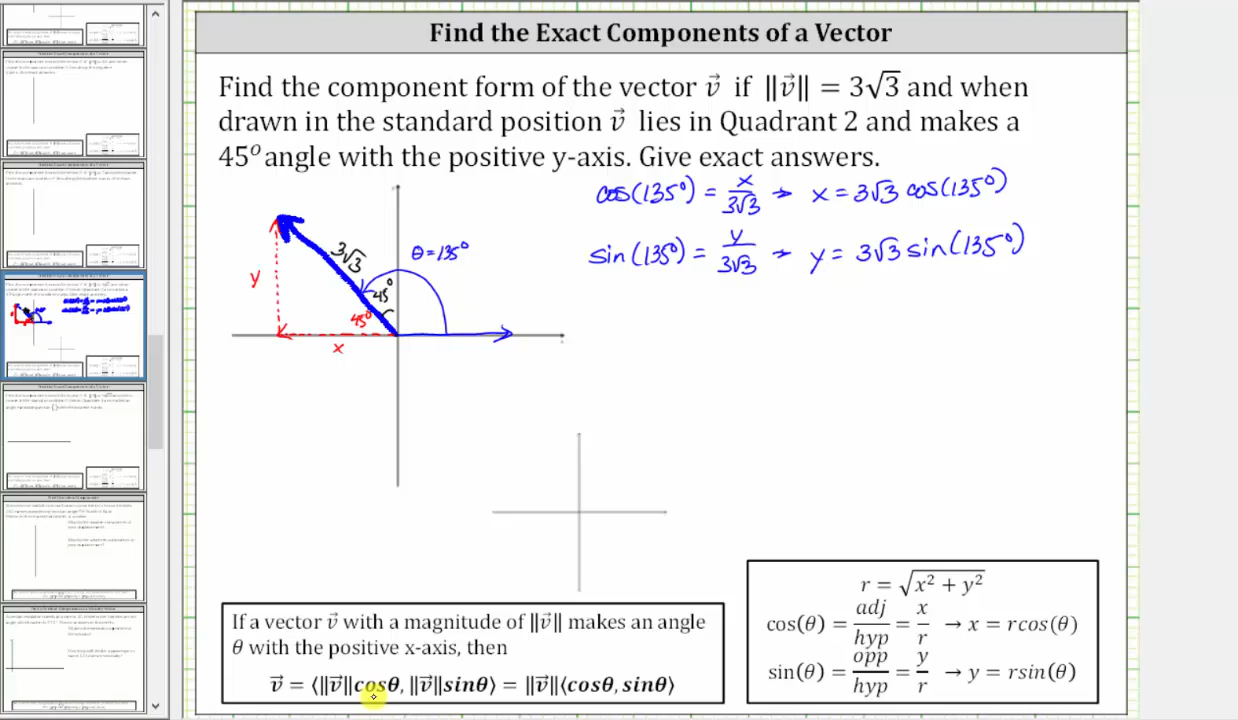 Find the Exact Components of a Vector
Find the component form of the vector v⃗ if ‖v⃗‖ = 3√3 and when
drawn in the standard position v⃗ lies in Quadrant 2 and makes a
45° angle with the positive y-axis. Give exact answers.
cos(135°) = x/3√3 → x = 3√3 cos(135°)
sin(135°) = y/3√3 → y = 3√3 sin(135°)
θ = 135°
3√3
y
45°
45°
x
If a vector v⃗ with a magnitude of ‖v⃗‖ makes an angle
θ with the positive x-axis, then
v⃗ = ⟨‖v⃗‖cosθ, ‖v⃗‖sinθ⟩ = ‖v⃗‖⟨cosθ, sinθ⟩
r = √(x² + y²)
cos(θ) = adj/hyp = x/r → x = rcos(θ)
sin(θ) = opp/hyp = y/r → y = rsin(θ)